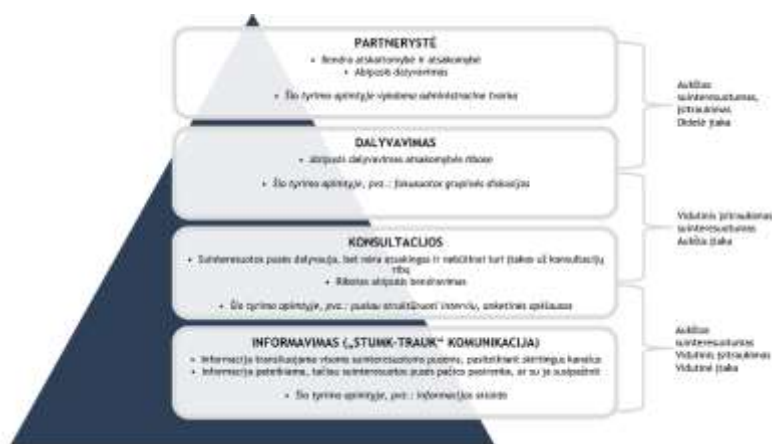 PARTNERYSTĖ
• Bendra atskaitomybė ir atsakomybė
• Abipusis dalyvavimas
• Šio tyrimo apimtyje vykdoma administracine tvarka
DALYVAVIMAS
• Abipusis dalyvavimas atsakomybės ribose
• Šio tyrimo apimtyje, pvz.: fokusuotos grupinės diskusijos
KONSULTACIJOS
• Suinteresuotos pusės dalyvauja, bet nėra atsakingos ir nebūtinai turi įtakos už konsultacijų
ribų
• Ribotas abipusis bendravimas
• Šio tyrimo apimtyje, pvz.: pusiau struktūruoti interviu, anketinės apklausos
INFORMAVIMAS („STUMK-TRAUK“ KOMUNIKACIJA)
• Informacija transliuojama visoms suinteresuotoms pusėms, pasitelkiant skirtingus kanalus
• Informacija pateikiama, tačiau suinteresuotos pusės pačios pasirenka, ar su ja susipažinti
• Šio tyrimo apimtyje, pvz.: informacijos sklaida
Aukštas
suinteresuotumas,
įsitraukimas
Didelė įtaka
Vidutinis įsitraukimas
suinteresuotumas
Aukšta įtaka
Aukštas
suinteresuotumas
Vidutinis įsitraukimas
Vidutinė įtaka